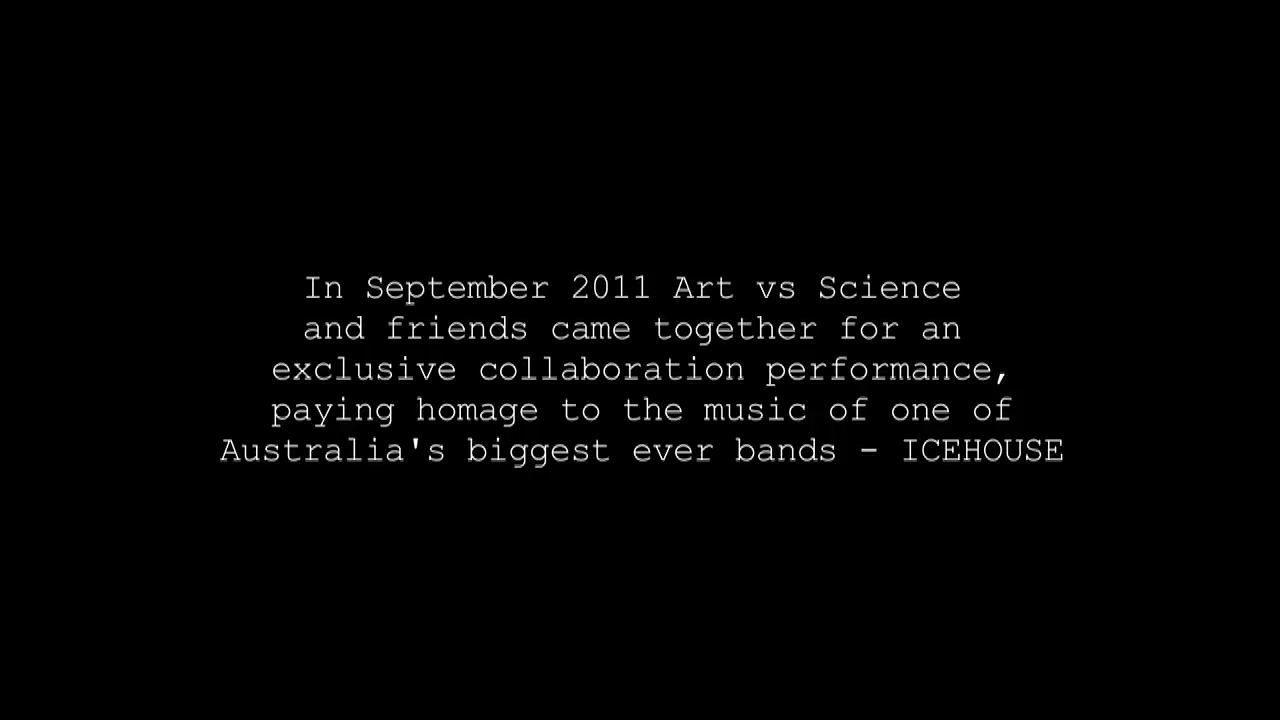 In September 2011 Art vs Science
and friends came together for an
exclusive collaboration performance,
paying homage to the music of one of
Australia's biggest ever bands - ICEHOUSE